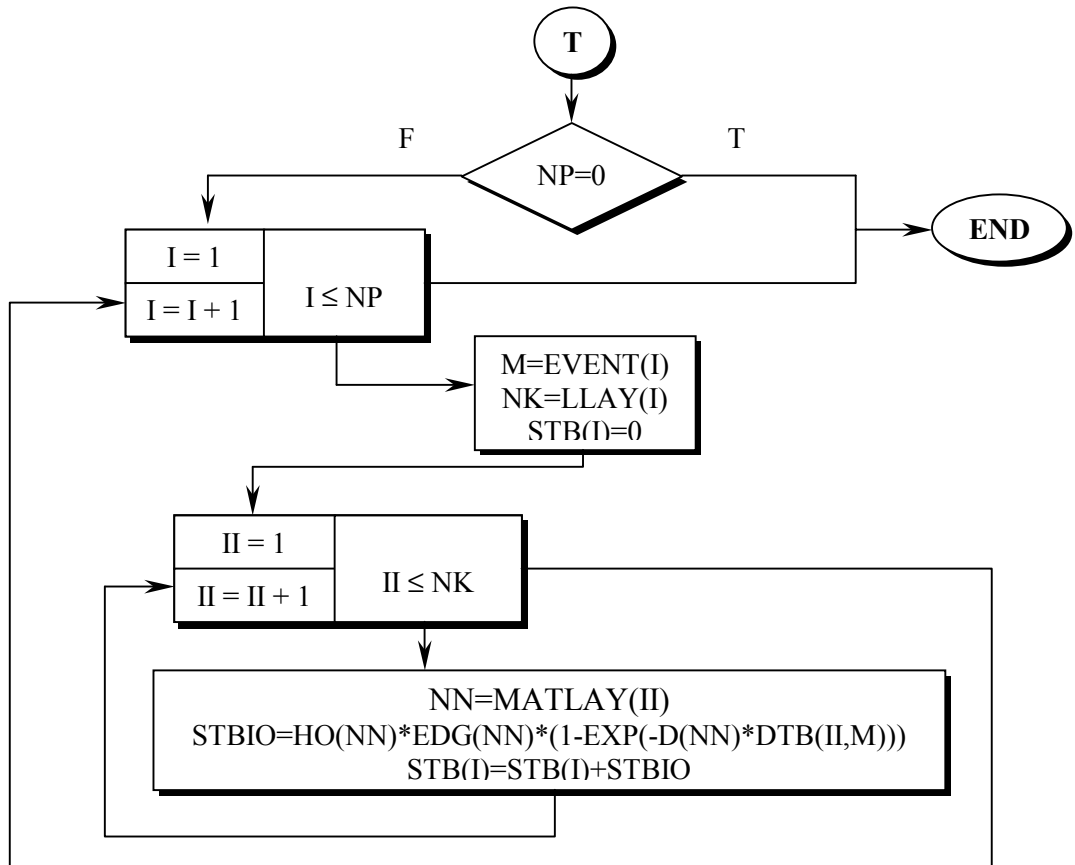 T
F
T
NP=0
END
I = 1
I = I + 1
I ≤ NP
M=EVENT(I)
NK=LLAY(I)
STB(I)=0
II = 1
II = II + 1
II ≤ NK
NN=MATLAY(II)
STBIO=HO(NN)*EDG(NN)*(1-EXP(-D(NN)*DTB(II,M)))
STB(I)=STB(I)+STBIO